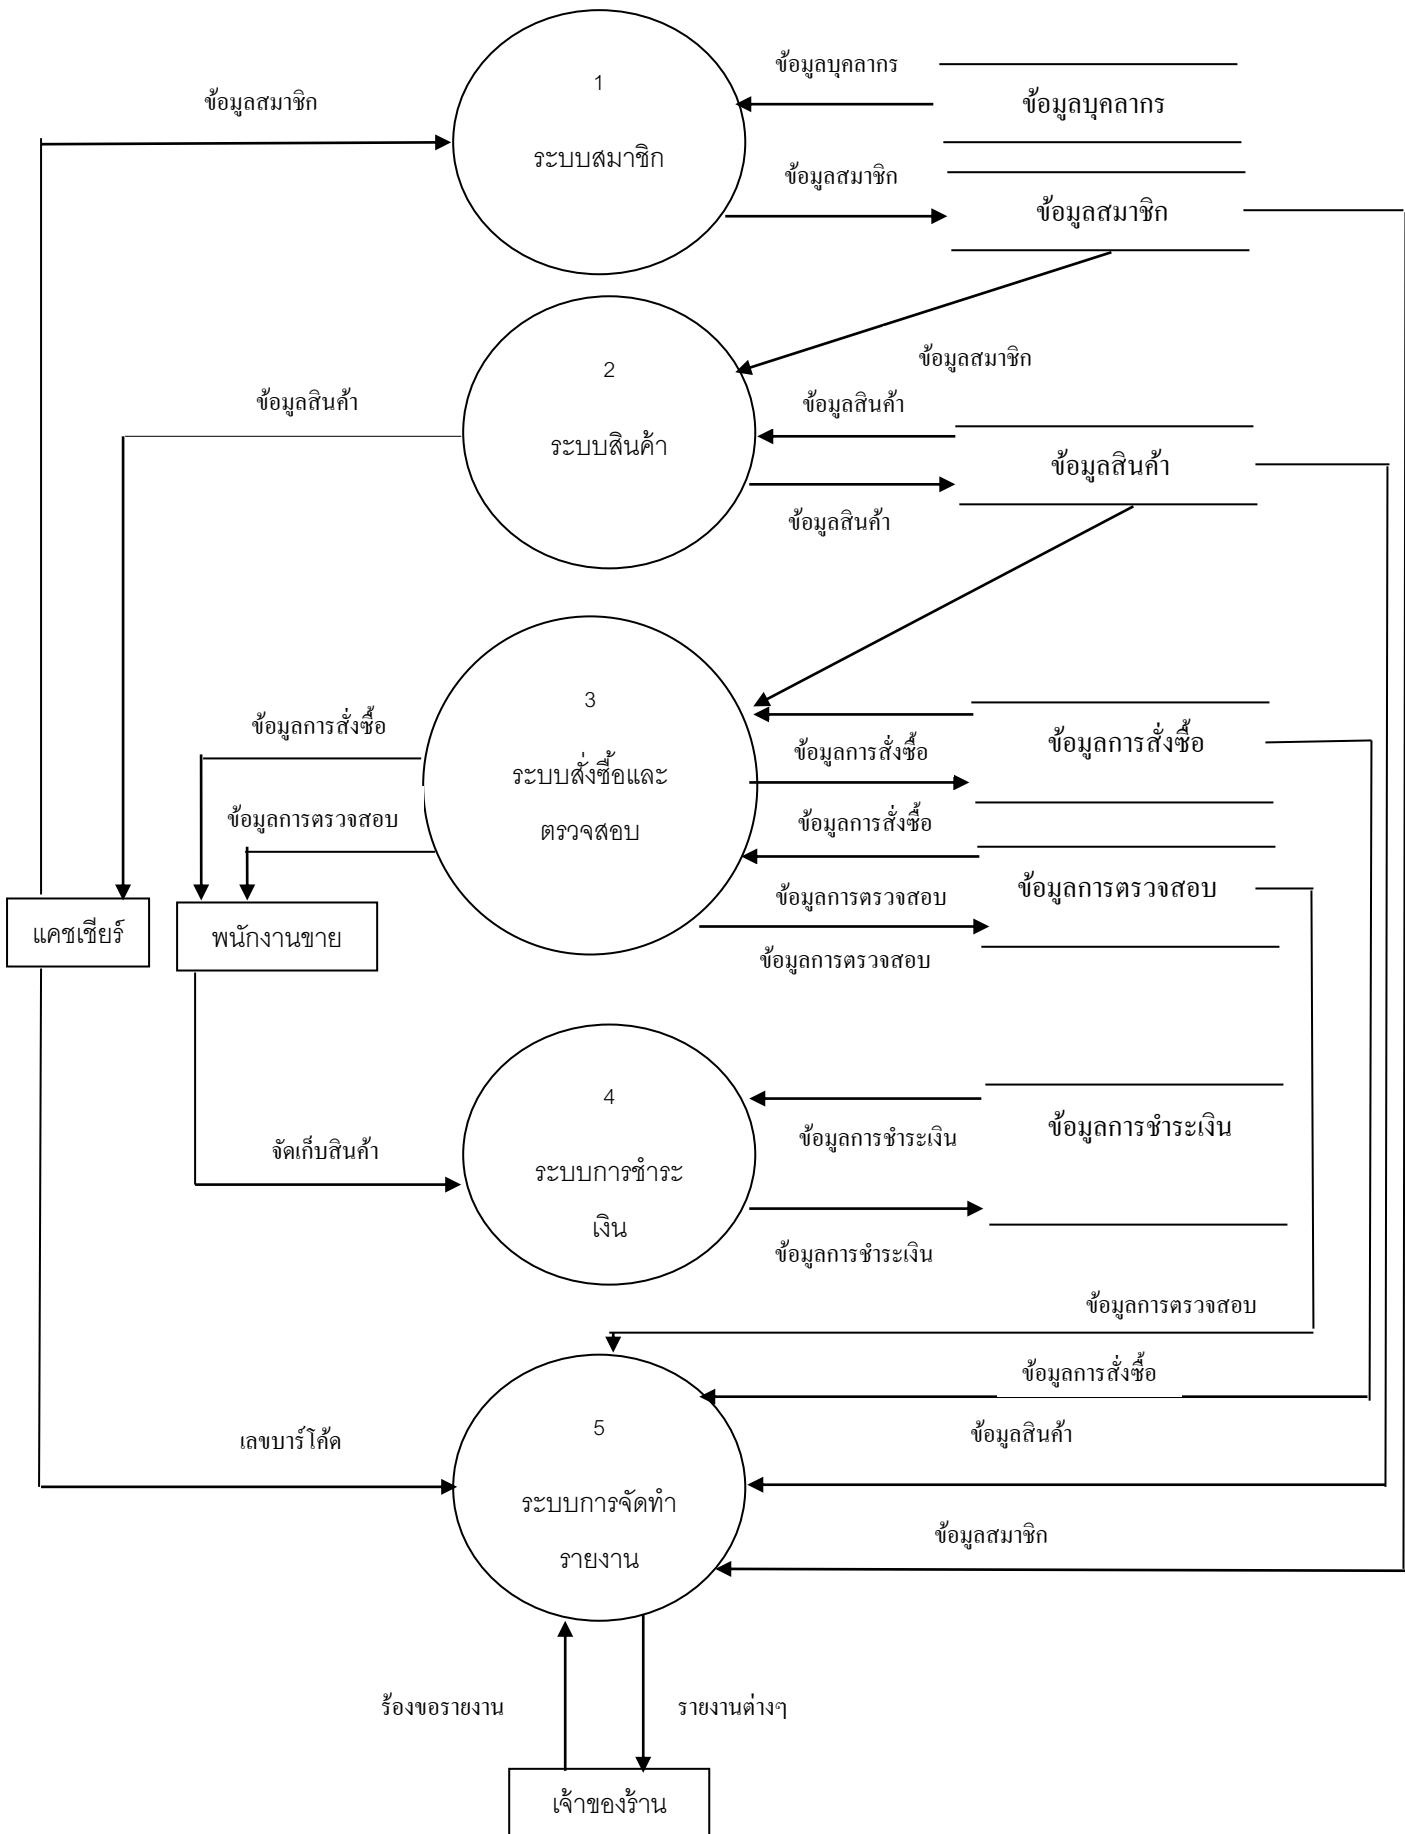 ข้อมูลบุคลากร
1
ข้อมูลสมาชิก
ข้อมูลบุคลากร
ระบบสมาชิก
ข้อมูลสมาชิก
ข้อมูลสมาชิก
ข้อมูลสมาชิก
2
ข้อมูลสินค้า
ข้อมูลสินค้า
ระบบสินค้า
ข้อมูลสินค้า
ข้อมูลสินค้า
3
ข้อมูลการสั่งซื้อ
ข้อมูลการสั่งซื้อ
ข้อมูลการสั่งซื้อ
ระบบสั่งซื้อและ
ตรวจสอบ
ข้อมูลการตรวจสอบ
ข้อมูลการสั่งซื้อ
ข้อมูลการตรวจสอบ
ข้อมูลการตรวจสอบ
แคชเชียร์
พนักงานขาย
ข้อมูลการตรวจสอบ
4
ข้อมูลการชำระเงิน
ข้อมูลการชำระเงิน
จัดเก็บสินค้า
ระบบการชำระ
เงิน
ข้อมูลการชำระเงิน
ข้อมูลการตรวจสอบ
ข้อมูลการสั่งซื้อ
5
เลขบาร์โค้ด
ข้อมูลสินค้า
ระบบการจัดทำ
รายงาน
ข้อมูลสมาชิก
ร้องขอรายงาน
รายงานต่างๆ
เจ้าของร้าน